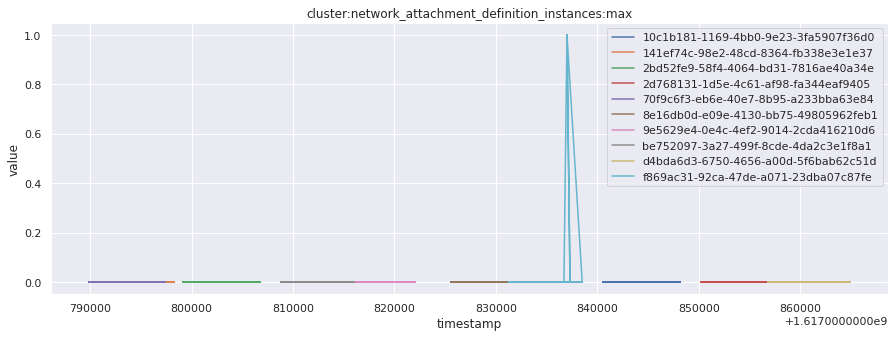 cluster:network_attachment_definition_instances:max
10c1b181-1169-4bb0-9e23-3fa5907f36d0
141ef74c-98e2-48cd-8364-fb338e3e1e37
2bd52fe9-58f4-4064-bd31-7816ae40a34e
2d768131-1d5e-4c61-af98-fa344eaf9405
70f9c6f3-eb6e-40e7-8b95-a233bba63e84
8e16db0d-e09e-4130-bb75-49805962feb1
9e5629e4-0e4c-4ef2-9014-2cda416210d6
be752097-3a27-499f-8cde-4da2c3e1f8a1
d4bda6d3-6750-4656-a00d-5f6bab62c51d
f869ac31-92ca-47de-a071-23dba07c87fe
value
1.0
0.8
0.6
0.4
0.2
0.0
790000 800000 810000 820000 830000 840000 850000 860000
+1.6170000000e9
timestamp